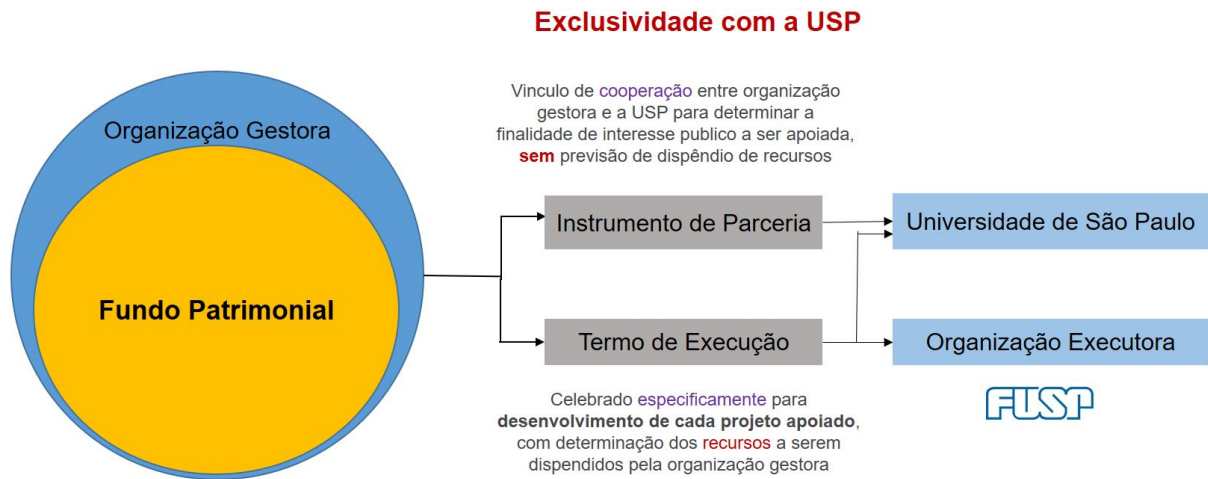 Exclusividade com a USP
Vinculo de cooperação entre organização
gestora e a USP para determinar a
finalidade de interesse publico a ser apoiada,
sem previsão de dispêndio de recursos
Organização Gestora
Fundo Patrimonial
Instrumento de Parceria
Universidade de São Paulo
Termo de Execução
Organização Executora
FUSP
Celebrado especificamente para
desenvolvimento de cada projeto apoiado,
com determinação dos recursos a serem
dispendidos pela organização gestora